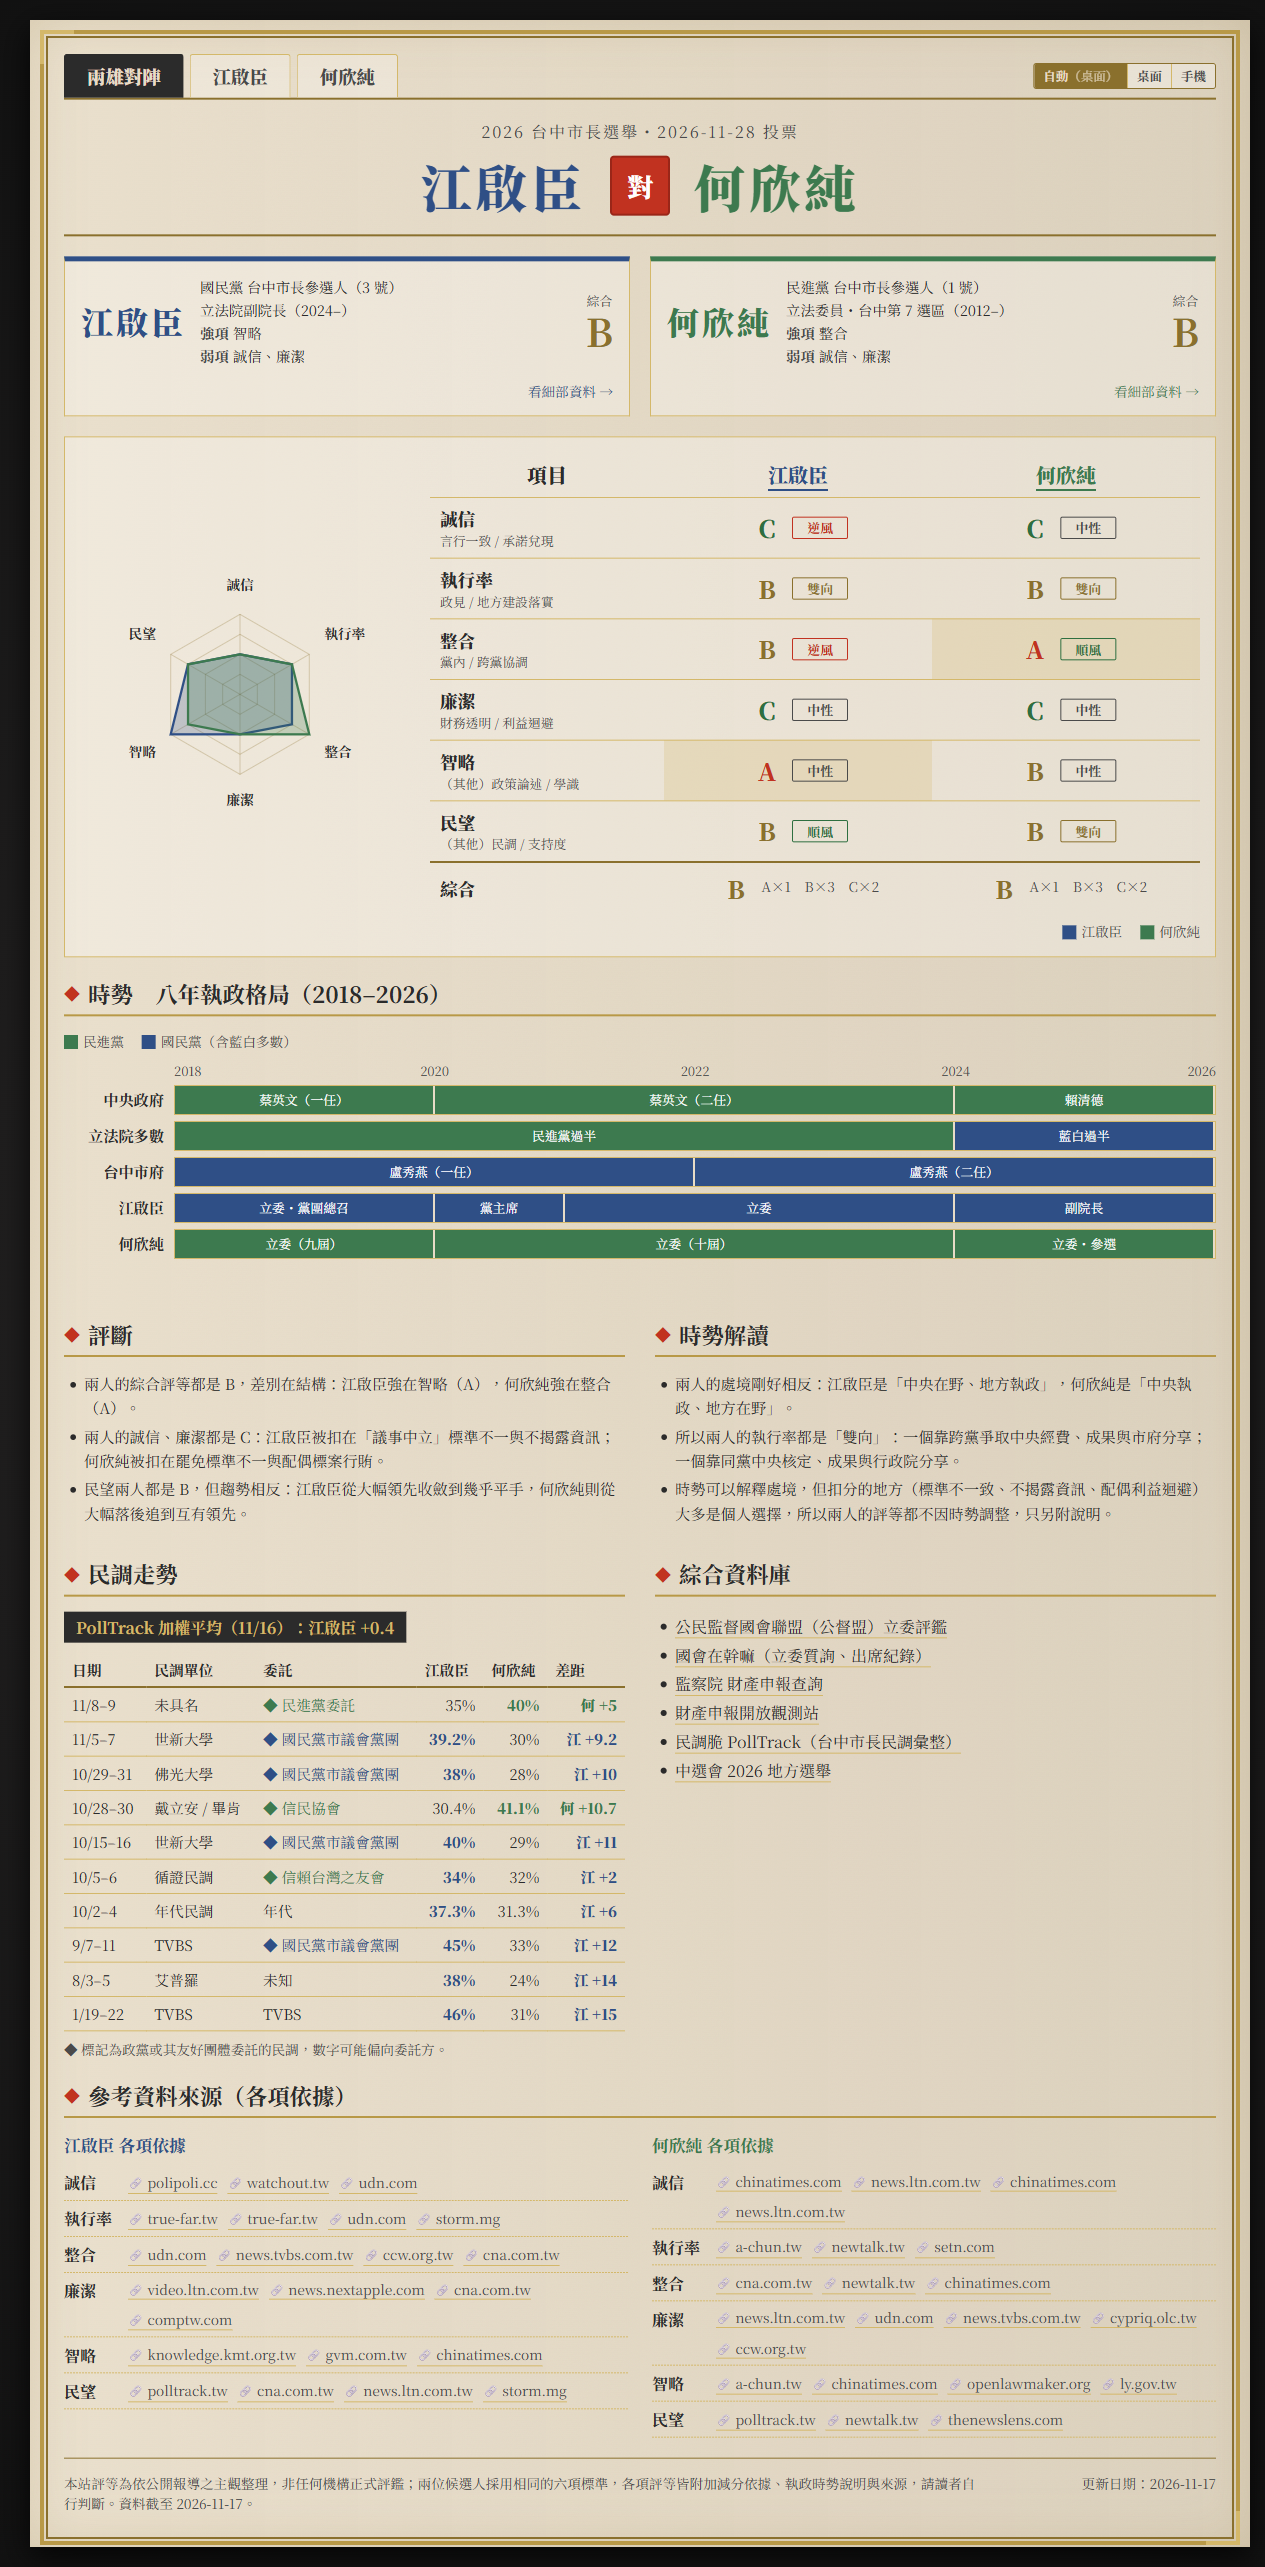 兩雄對陣 江啟臣 何欣純 自動（桌面） 桌面 手機
2026 台中市長選舉・2026-11-28 投票
江啟臣 對 何欣純
江啟臣
國民黨 台中市長參選人（3 號）
立法院副院長（2024–）
強項 智略
弱項 誠信、廉潔
綜合
B
看細部資料 →
何欣純
民進黨 台中市長參選人（1 號）
立法委員・台中第 7 選區（2012–）
強項 整合
弱項 誠信、廉潔
綜合
B
看細部資料 →
誠信
執行率
整合
廉潔
智略
民望
項目 江啟臣 何欣純
誠信
言行一致 / 承諾兌現
C 逆風 C 中性
執行率
政見 / 地方建設落實
B 雙向 B 雙向
整合
黨內 / 跨黨協調
B 逆風 A 順風
廉潔
財務透明 / 利益迴避
C 中性 C 中性
智略
（其他）政策論述 / 學識
A 中性 B 中性
民望
（其他）民調 / 支持度
B 順風 B 雙向
綜合 B A×1 B×3 C×2 B A×1 B×3 C×2
江啟臣 何欣純
◆ 時勢 八年執政格局（2018–2026）
民進黨 國民黨（含藍白多數）
2018 2020 2022 2024 2026
中央政府 蔡英文（一任） 蔡英文（二任） 賴清德
立法院多數 民進黨過半 藍白過半
台中市府 盧秀燕（一任） 盧秀燕（二任）
江啟臣 立委・黨團總召 黨主席 立委 副院長
何欣純 立委（九屆） 立委（十屆） 立委・參選
◆ 評斷
• 兩人的綜合評等都是 B，差別在結構：江啟臣強在智略（A），何欣純強在整合
（A）。
• 兩人的誠信、廉潔都是 C：江啟臣被扣在「議事中立」標準不一與不揭露資訊；
何欣純被扣在罷免標準不一與配偶標案行賄。
• 民望兩人都是 B，但趨勢相反：江啟臣從大幅領先收斂到幾乎平手，何欣純則從
大幅落後追到互有領先。
◆ 時勢解讀
• 兩人的處境剛好相反：江啟臣是「中央在野、地方執政」，何欣純是「中央執
政、地方在野」。
• 所以兩人的執行率都是「雙向」：一個靠跨黨爭取中央經費、成果與市府分享；
一個靠同黨中央核定、成果與行政院分享。
• 時勢可以解釋處境，但扣分的地方（標準不一致、不揭露資訊、配偶利益迴避）
大多是個人選擇，所以兩人的評等都不因時勢調整，只另附說明。
◆ 民調走勢
PollTrack 加權平均（11/16）：江啟臣 +0.4
日期 民調單位 委託 江啟臣 何欣純 差距
11/8–9 未具名 ◆ 民進黨委託 35% 40% 何 +5
11/5–7 世新大學 ◆ 國民黨市議會黨團 39.2% 30% 江 +9.2
10/29–31 佛光大學 ◆ 國民黨市議會黨團 38% 28% 江 +10
10/28–30 戴立安 / 畢肯 ◆ 信民協會 30.4% 41.1% 何 +10.7
10/15–16 世新大學 ◆ 國民黨市議會黨團 40% 29% 江 +11
10/5–6 循證民調 ◆ 信賴台灣之友會 34% 32% 江 +2
10/2–4 年代民調 年代 37.3% 31.3% 江 +6
9/7–11 TVBS ◆ 國民黨市議會黨團 45% 33% 江 +12
8/3–5 艾普羅 未知 38% 24% 江 +14
1/19–22 TVBS TVBS 46% 31% 江 +15
◆ 標記為政黨或其友好團體委託的民調，數字可能偏向委託方。
◆ 綜合資料庫
• 公民監督國會聯盟（公督盟）立委評鑑
• 國會在幹嘛（立委質詢、出席紀錄）
• 監察院 財產申報查詢
• 財產申報開放觀測站
• 民調脆 PollTrack（台中市長民調彙整）
• 中選會 2026 地方選舉
◆ 參考資料來源（各項依據）
江啟臣 各項依據
誠信 polipoli.cc watchout.tw udn.com
執行率 true-far.tw true-far.tw udn.com storm.mg
整合 udn.com news.tvbs.com.tw ccw.org.tw cna.com.tw
廉潔 video.ltn.com.tw news.nextapple.com cna.com.tw
comptw.com
智略 knowledge.kmt.org.tw gvm.com.tw chinatimes.com
民望 polltrack.tw cna.com.tw news.ltn.com.tw storm.mg
何欣純 各項依據
誠信 chinatimes.com news.ltn.com.tw chinatimes.com
news.ltn.com.tw
執行率 a-chun.tw newtalk.tw setn.com
整合 cna.com.tw newtalk.tw chinatimes.com
廉潔 news.ltn.com.tw udn.com news.tvbs.com.tw cypriq.olc.tw
ccw.org.tw
智略 a-chun.tw chinatimes.com openlawmaker.org ly.gov.tw
民望 polltrack.tw newtalk.tw thenewslens.com
本站評等為依公開報導之主觀整理，非任何機構正式評鑑；兩位候選人採用相同的六項標準，各項評等皆附加減分依據、執政時勢說明與來源，請讀者自
行判斷。資料截至 2026-11-17。
更新日期：2026-11-17